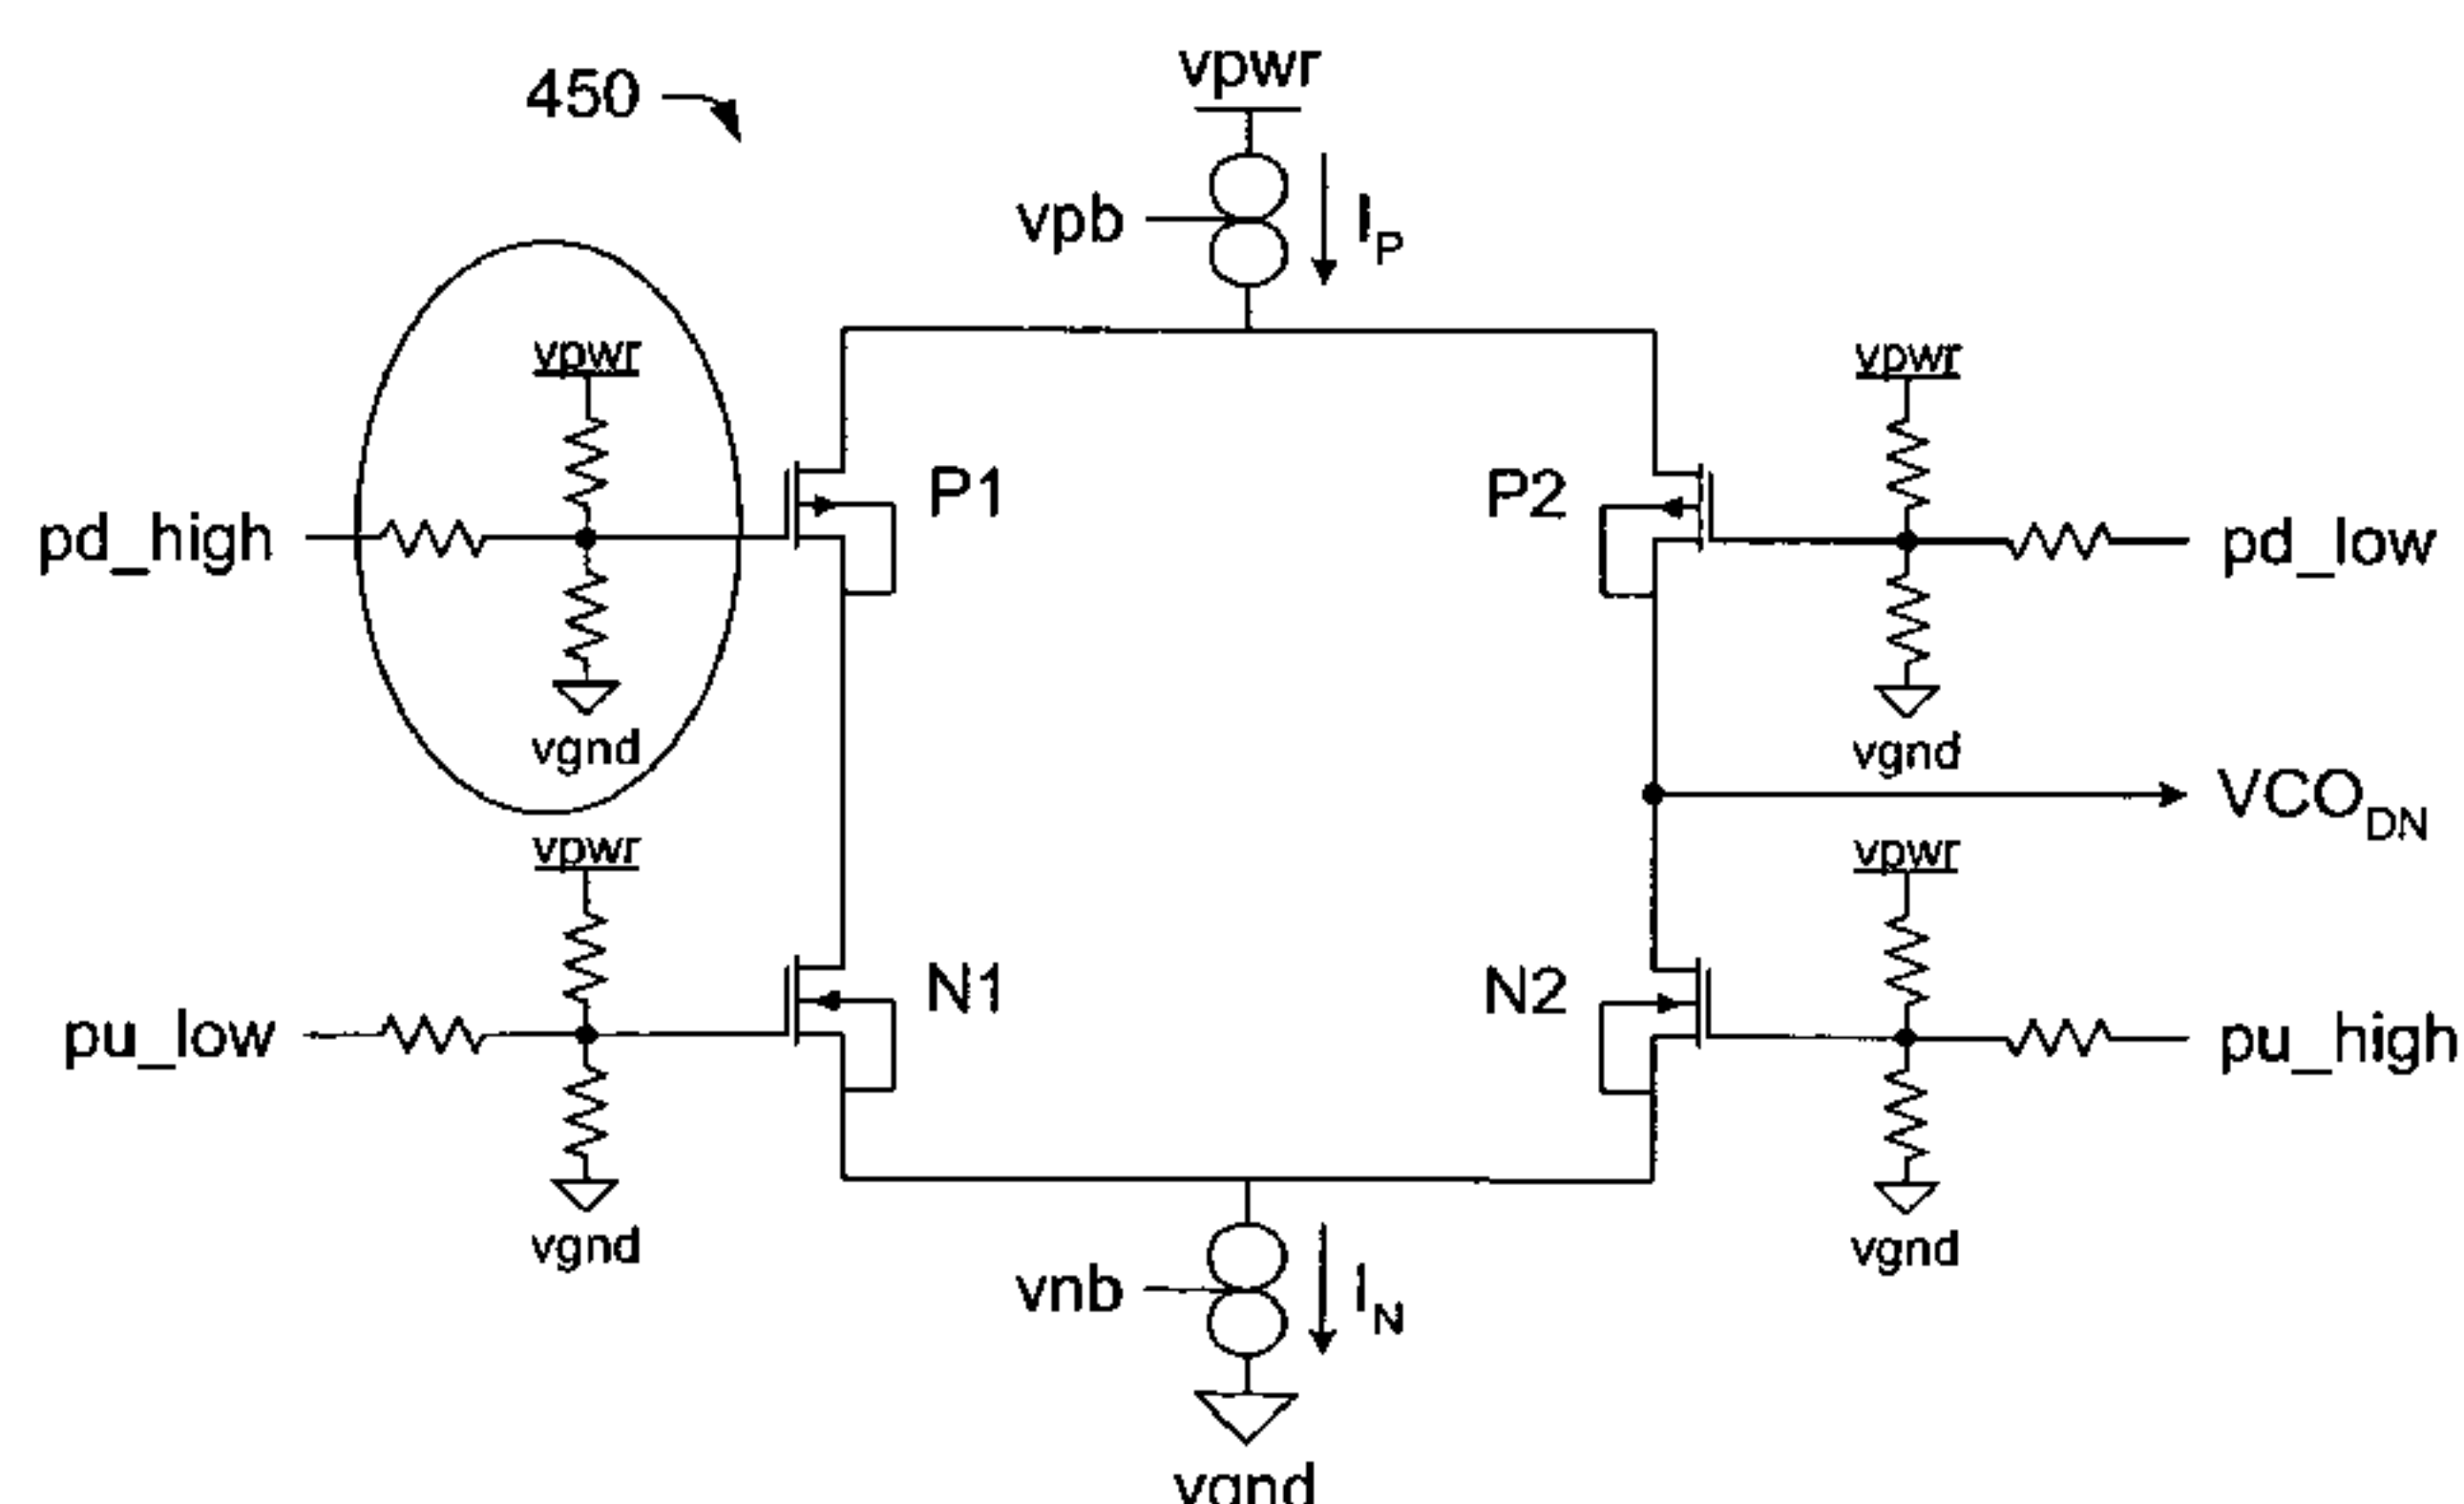 450
vpwr
vpb
I_P
vpwr
vpwr
P1
P2
pd_high
pd_low
vgnd
vgnd
VCO_DN
vpwr
vpwr
N1
N2
pu_low
pu_high
vgnd
vgnd
vnb
I_N
vgnd